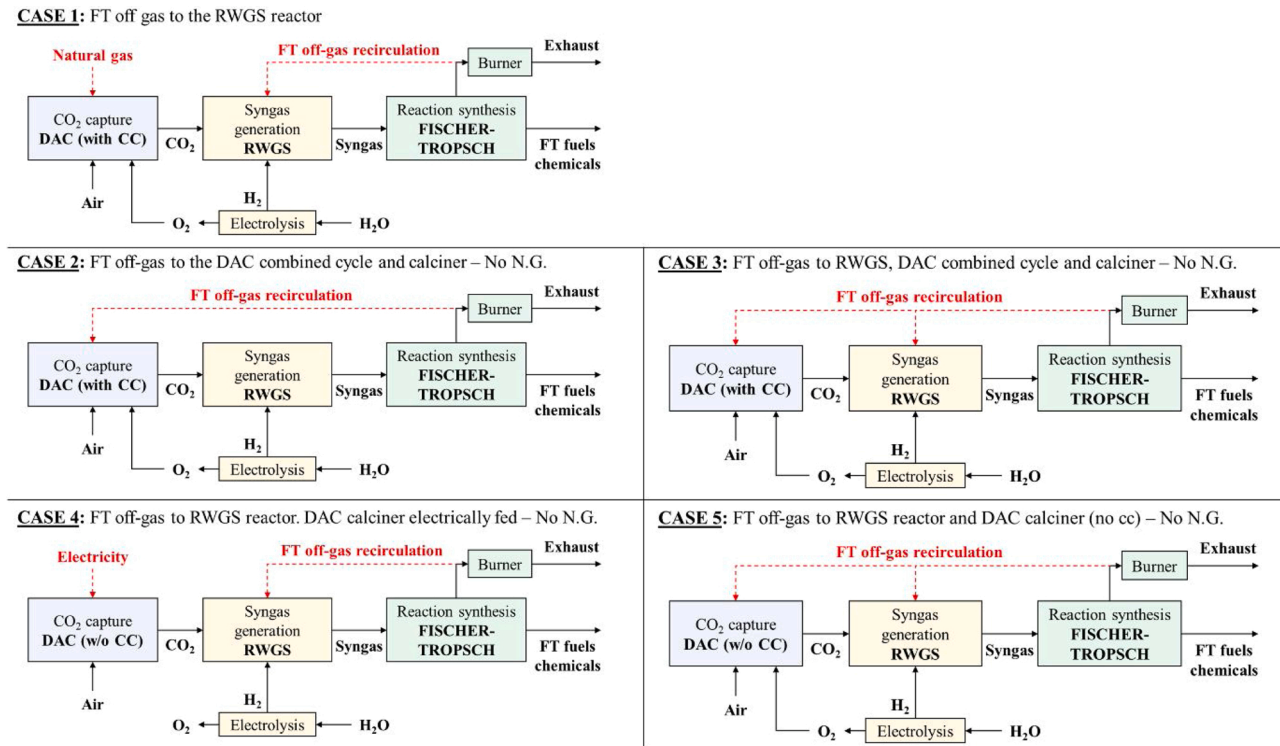 CASE 1: FT off gas to the RWGS reactor
Natural gas
FT off-gas recirculation
Burner
Exhaust
CO₂ capture
DAC (with CC)
CO₂
Syngas
generation
RWGS
Syngas
Reaction synthesis
FISCHER-
TROPSCH
FT fuels
chemicals
Air
O₂
H₂
Electrolysis
H₂O
CASE 2: FT off-gas to the DAC combined cycle and calciner – No N.G.
FT off-gas recirculation
Burner
Exhaust
CO₂ capture
DAC (with CC)
CO₂
Syngas
generation
RWGS
Syngas
Reaction synthesis
FISCHER-
TROPSCH
FT fuels
chemicals
Air
O₂
H₂
Electrolysis
H₂O
CASE 3: FT off-gas to RWGS, DAC combined cycle and calciner – No N.G.
FT off-gas recirculation
Burner
Exhaust
CO₂ capture
DAC (with CC)
CO₂
Syngas
generation
RWGS
Syngas
Reaction synthesis
FISCHER-
TROPSCH
FT fuels
chemicals
Air
O₂
H₂
Electrolysis
H₂O
CASE 4: FT off-gas to RWGS reactor. DAC calciner electrically fed – No N.G.
Electricity
FT off-gas recirculation
Burner
Exhaust
CO₂ capture
DAC (w/o CC)
CO₂
Syngas
generation
RWGS
Syngas
Reaction synthesis
FISCHER-
TROPSCH
FT fuels
chemicals
Air
O₂
H₂
Electrolysis
H₂O
CASE 5: FT off-gas to RWGS reactor and DAC calciner (no cc) – No N.G.
FT off-gas recirculation
Burner
Exhaust
CO₂ capture
DAC (w/o CC)
CO₂
Syngas
generation
RWGS
Syngas
Reaction synthesis
FISCHER-
TROPSCH
FT fuels
chemicals
Air
O₂
H₂
Electrolysis
H₂O